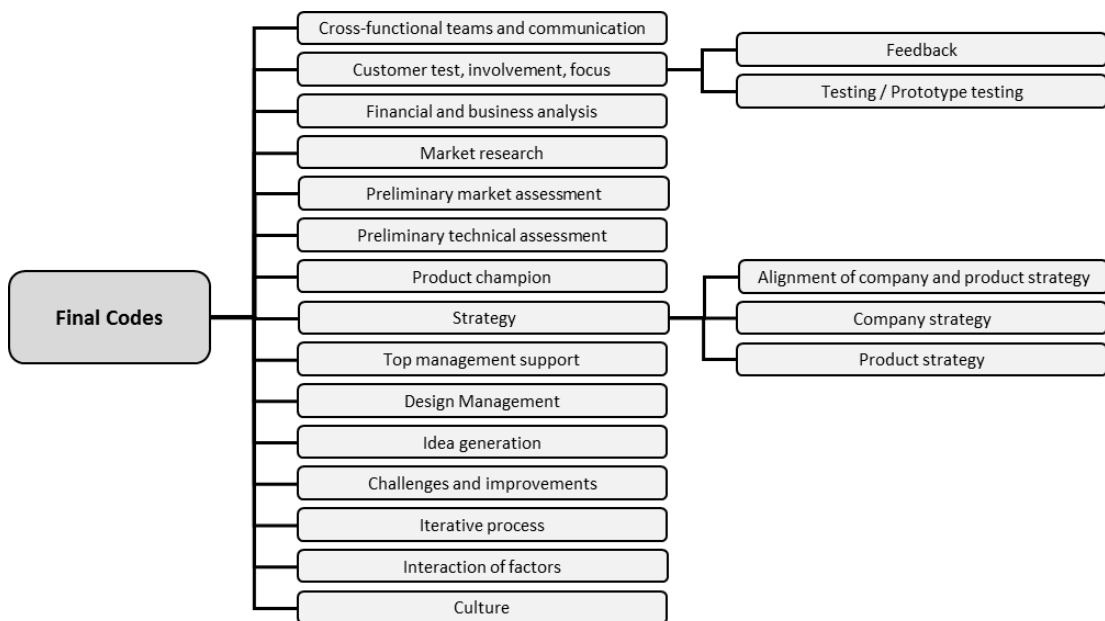 Cross-functional teams and communication
Customer test, involvement, focus
Feedback
Testing / Prototype testing
Financial and business analysis
Market research
Preliminary market assessment
Preliminary technical assessment
Product champion
Final Codes
Strategy
Alignment of company and product strategy
Company strategy
Product strategy
Top management support
Design Management
Idea generation
Challenges and improvements
Iterative process
Interaction of factors
Culture